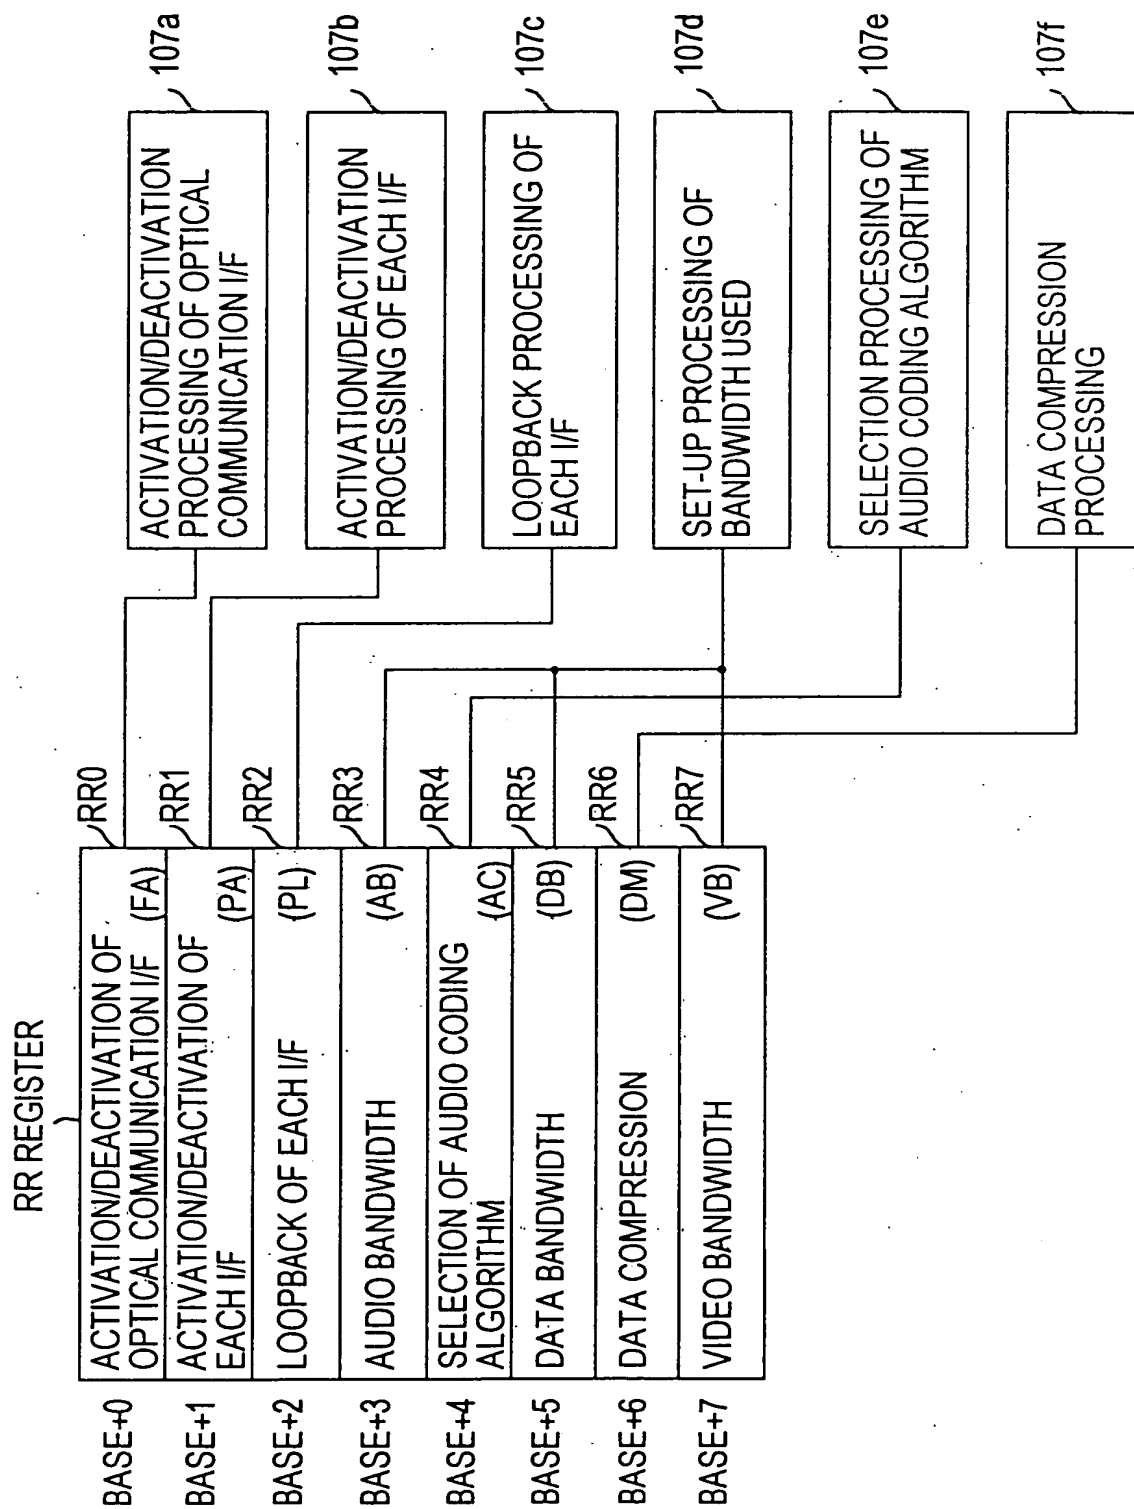 RR REGISTER
BASE+0
ACTIVATION/DEACTIVATION OF
OPTICAL COMMUNICATION I/F (FA)
RR0
BASE+1
ACTIVATION/DEACTIVATION OF
EACH I/F (PA)
RR1
BASE+2
LOOPBACK OF EACH I/F (PL)
RR2
BASE+3
AUDIO BANDWIDTH (AB)
RR3
BASE+4
SELECTION OF AUDIO CODING
ALGORITHM (AC)
RR4
BASE+5
DATA BANDWIDTH (DB)
RR5
BASE+6
DATA COMPRESSION (DM)
RR6
BASE+7
VIDEO BANDWIDTH (VB)
RR7
ACTIVATION/DEACTIVATION
PROCESSING OF OPTICAL
COMMUNICATION I/F
107a
ACTIVATION/DEACTIVATION
PROCESSING OF EACH I/F
107b
LOOPBACK PROCESSING OF
EACH I/F
107c
SET-UP PROCESSING OF
BANDWIDTH USED
107d
SELECTION PROCESSING OF
AUDIO CODING ALGORITHM
107e
DATA COMPRESSION
PROCESSING
107f